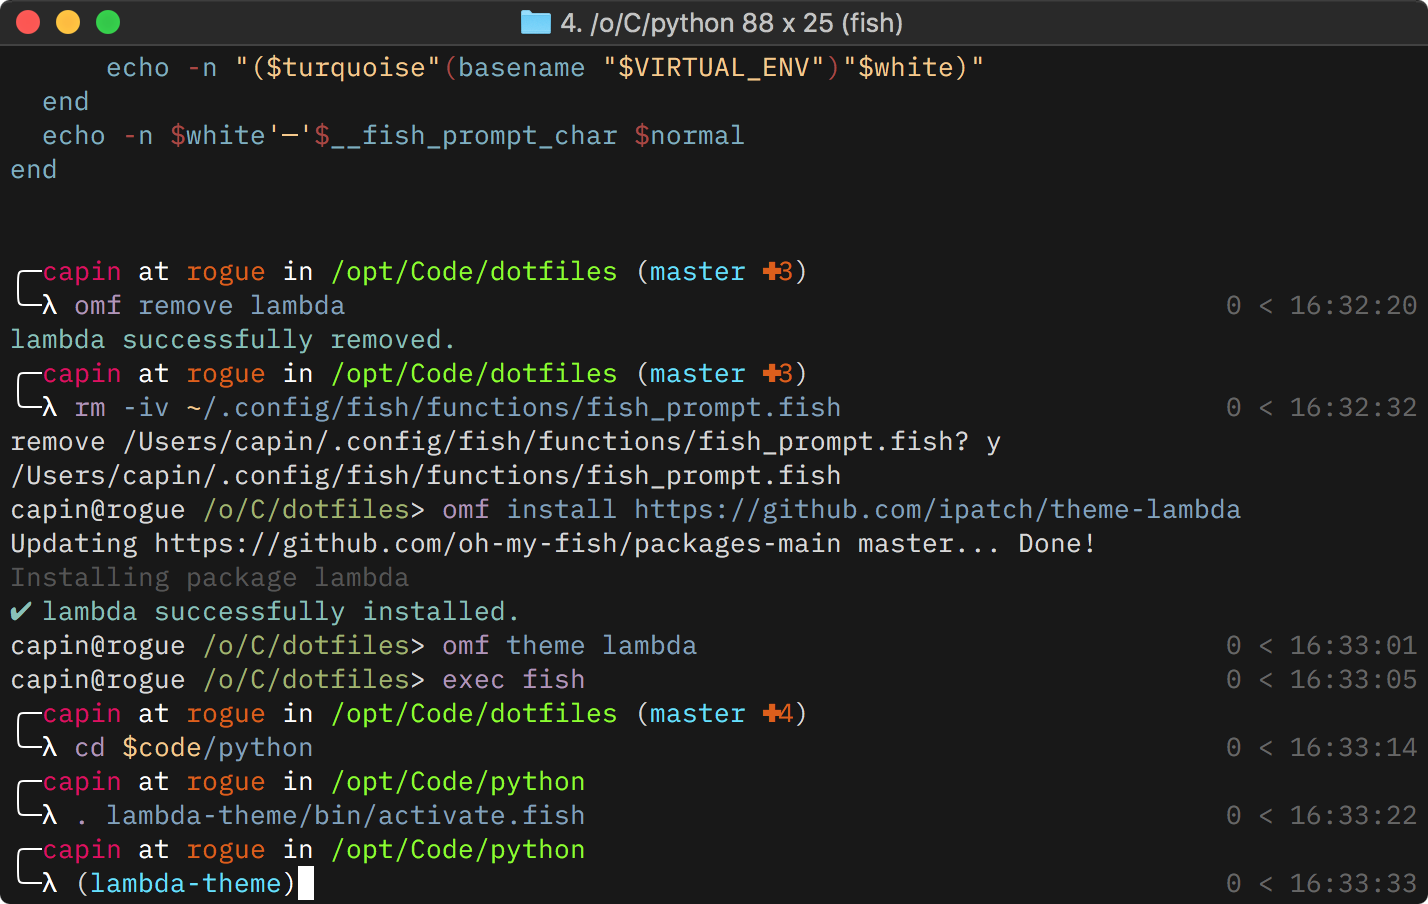 4. /o/C/python 88 x 25 (fish)
      echo -n "($turquoise"(basename "$VIRTUAL_ENV")"$white)"
  end
  echo -n $white'─'$__fish_prompt_char $normal
end
╭─capin at rogue in /opt/Code/dotfiles (master ✚3)
╰─λ omf remove lambda 0 < 16:32:20
lambda successfully removed.
╭─capin at rogue in /opt/Code/dotfiles (master ✚3)
╰─λ rm -iv ~/.config/fish/functions/fish_prompt.fish 0 < 16:32:32
remove /Users/capin/.config/fish/functions/fish_prompt.fish? y
/Users/capin/.config/fish/functions/fish_prompt.fish
capin@rogue /o/C/dotfiles> omf install https://github.com/ipatch/theme-lambda
Updating https://github.com/oh-my-fish/packages-main master... Done!
Installing package lambda
✔ lambda successfully installed.
capin@rogue /o/C/dotfiles> omf theme lambda 0 < 16:33:01
capin@rogue /o/C/dotfiles> exec fish 0 < 16:33:05
╭─capin at rogue in /opt/Code/dotfiles (master ✚4)
╰─λ cd $code/python 0 < 16:33:14
╭─capin at rogue in /opt/Code/python
╰─λ . lambda-theme/bin/activate.fish 0 < 16:33:22
╭─capin at rogue in /opt/Code/python
╰─λ (lambda-theme) 0 < 16:33:33